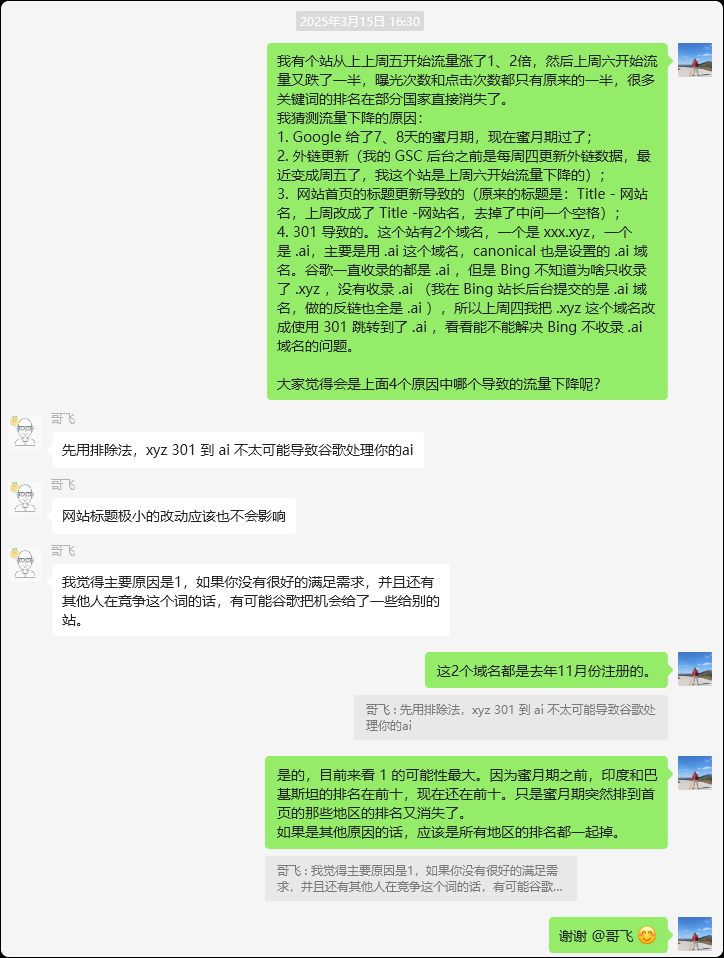 2025年3月15日 16:30
我有个站从上上周五开始流量涨了1、2倍，然后上周六开始流
量又跌了一半，曝光次数和点击次数都只有原来的一半，很多
关键词的排名在部分国家直接消失了。
我猜测流量下降的原因：
1. Google 给了7、8天的蜜月期，现在蜜月期过了；
2. 外链更新（我的 GSC 后台之前是每周四更新外链数据，最
近变成周五了，我这个站是上周六开始流量下降的）；
3.  网站首页的标题更新导致的（原来的标题是：Title - 网站
名，上周改成了 Title -网站名，去掉了中间一个空格）；
4. 301 导致的。这个站有2个域名，一个是 xxx.xyz，一个
是 .ai，主要是用 .ai 这个域名，canonical 也是设置的 .ai 域
名。谷歌一直收录的都是 .ai ，但是 Bing 不知道为啥只收录
了 .xyz ，没有收录 .ai （我在 Bing 站长后台提交的是 .ai 域
名，做的反链也全是 .ai ），所以上周四我把 .xyz 这个域名改
成使用 301 跳转到了 .ai ，看看能不能解决 Bing 不收录 .ai
域名的问题。
大家觉得会是上面4个原因中哪个导致的流量下降呢？
哥飞
先用排除法，xyz 301 到 ai 不太可能导致谷歌处理你的ai
哥飞
网站标题极小的改动应该也不会影响
哥飞
我觉得主要原因是1，如果你没有很好的满足需求，并且还有
其他人在竞争这个词的话，有可能谷歌把机会给了一些给别的
站。
这2个域名都是去年11月份注册的。
哥飞 : 先用排除法，xyz 301 到 ai 不太可能导致谷歌处
理你的ai
是的，目前来看 1 的可能性最大。因为蜜月期之前，印度和巴
基斯坦的排名在前十，现在还在前十。只是蜜月期突然排到首
页的那些地区的排名又消失了。
如果是其他原因的话，应该是所有地区的排名都一起掉。
哥飞 : 我觉得主要原因是1，如果你没有很好的满足需
求，并且还有其他人在竞争这个词的话，有可能谷歌...
谢谢 @哥飞 😊